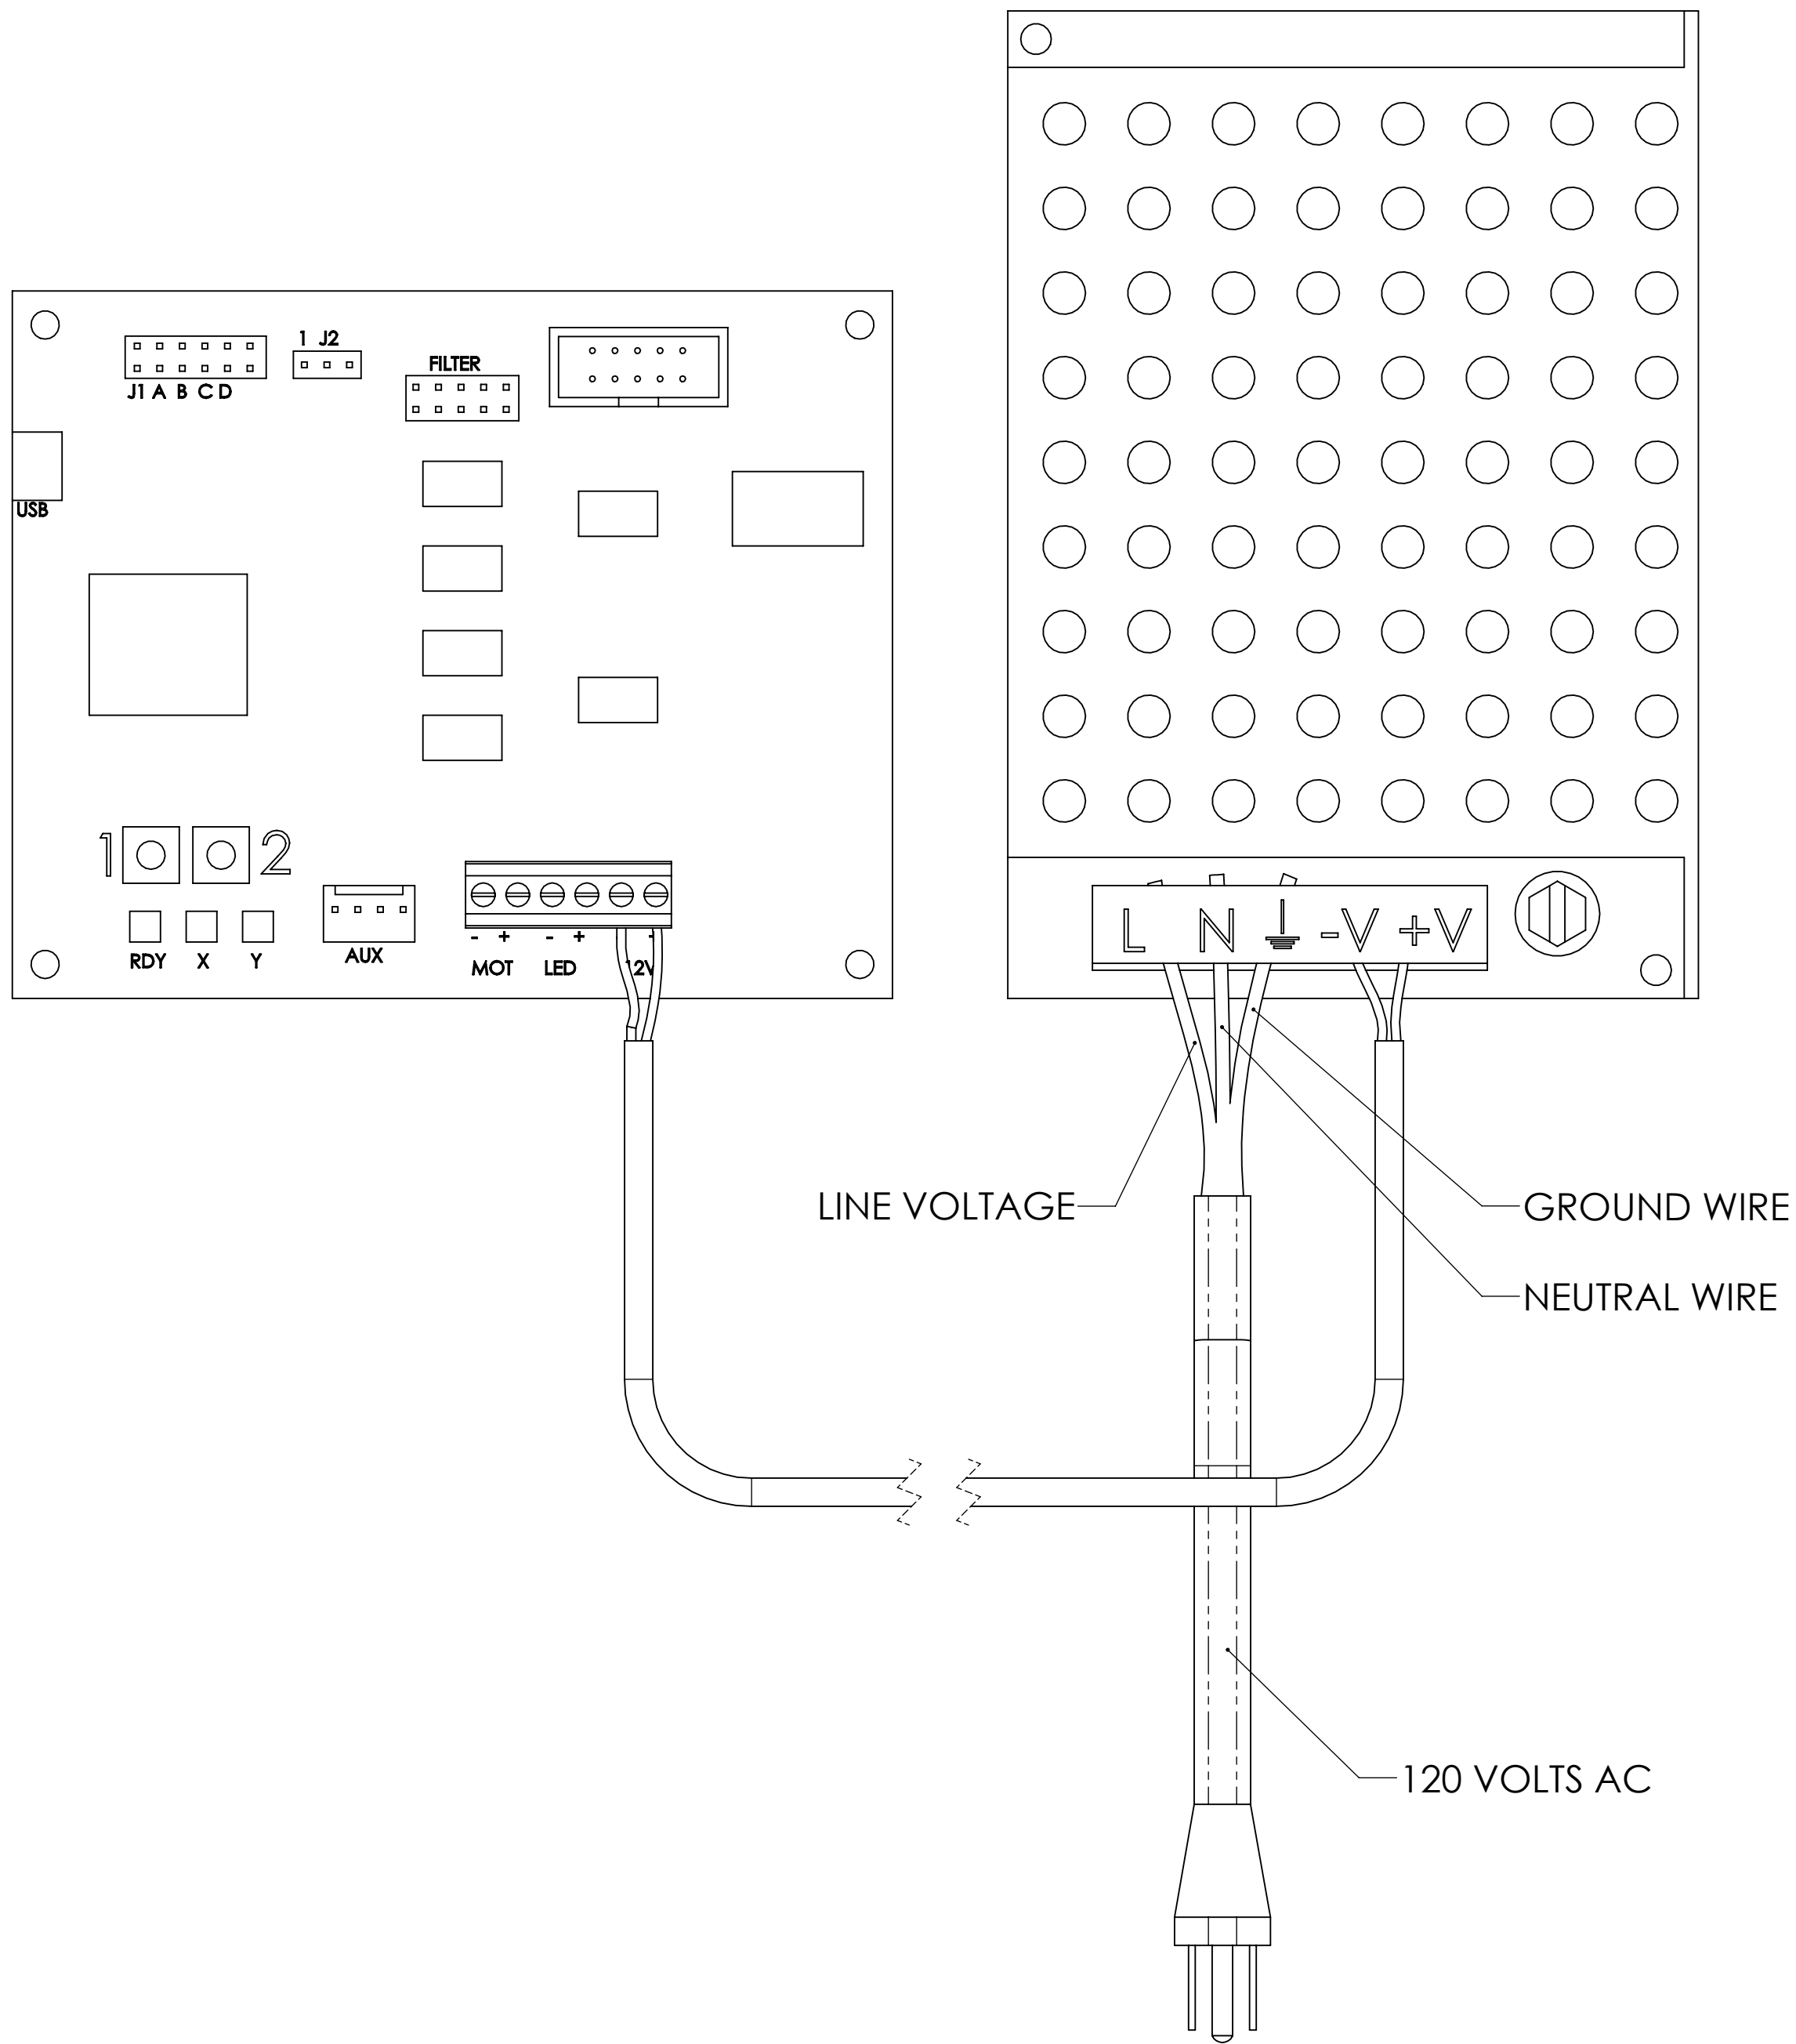 1 J2
FILTER
J1 A B C D
USB
1 2
L N -V +V
- + - + +
RDY X Y AUX MOT LED 12V
LINE VOLTAGE
GROUND WIRE
NEUTRAL WIRE
120 VOLTS AC